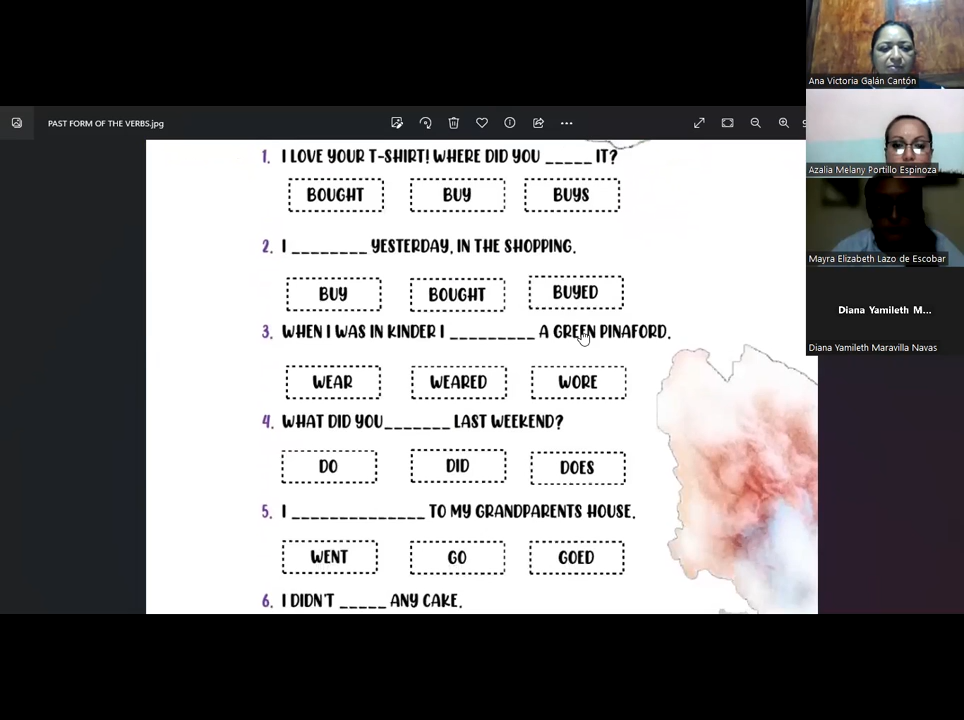 Ana Victoria Galán Cantón
PAST FORM OF THE VERBS.jpg
1. I LOVE YOUR T-SHIRT! WHERE DID YOU _____ IT?
BOUGHT BUY BUYS
Azalia Melany Portillo Espinoza
2. I ________ YESTERDAY, IN THE SHOPPING.
Mayra Elizabeth Lazo de Escobar
BUY BOUGHT BUYED
Diana Yamileth M...
3. WHEN I WAS IN KINDER I _________ A GREEN PINAFORD.
Diana Yamileth Maravilla Navas
WEAR WEARED WORE
4. WHAT DID YOU_______ LAST WEEKEND?
DO DID DOES
5. I ______________ TO MY GRANDPARENTS HOUSE.
WENT GO GOED
6. I DIDN'T _____ ANY CAKE.